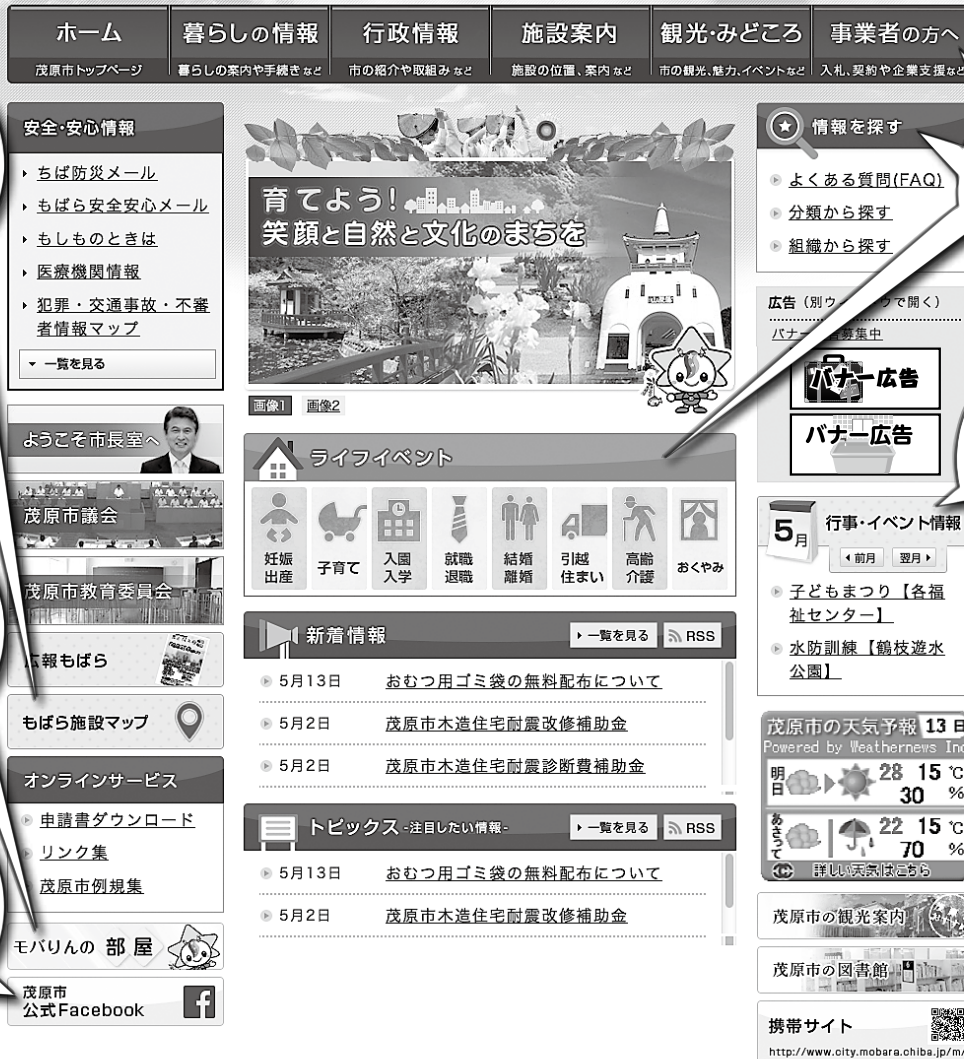 ホーム
茂原市トップページ
暮らしの情報
暮らしの案内や手続きなど
行政情報
市の紹介や取組みなど
施設案内
施設の位置、案内など
観光・みどころ
市の観光、魅力、イベントなど
事業者の方へ
入札、契約や企業支援など
安全・安心情報
ちば防災メール
もばら安全安心メール
もしものときは
医療機関情報
犯罪・交通事故・不審
者情報マップ
一覧を見る
ようこそ市長室へ
茂原市議会
茂原市教育委員会
広報もばら
もばら施設マップ
オンラインサービス
申請書ダウンロード
リンク集
茂原市例規集
モバりんの 部屋
茂原市
公式Facebook
育てよう!
笑顔と自然と文化のまちを
画像1 画像2
ライフイベント
妊娠
出産
子育て
入園
入学
就職
退職
結婚
離婚
引越
住まい
高齢
介護
おくやみ
新着情報
一覧を見る RSS
5月13日 おむつ用ゴミ袋の無料配布について
5月2日 茂原市木造住宅耐震改修補助金
5月2日 茂原市木造住宅耐震診断費補助金
トピックス -注目したい情報-
一覧を見る RSS
5月13日 おむつ用ゴミ袋の無料配布について
5月2日 茂原市木造住宅耐震改修補助金
情報を探す
よくある質問(FAQ)
分類から探す
組織から探す
広告
で開く)
募集中
バナー広告
バナー広告
5月
行事・イベント情報
前月 翌月
子どもまつり【各福
祉センター】
水防訓練【鶴枝遊水
公園】
茂原市の天気予報 13 日
Powered by Weathernews Inc
明日 28 15 ℃
30 %
あさって 22 15 ℃
70 %
詳しい天気はこちら
茂原市の観光案内
茂原市の図書館
携帯サイト
http://www.city.mobara.chiba.jp/m/